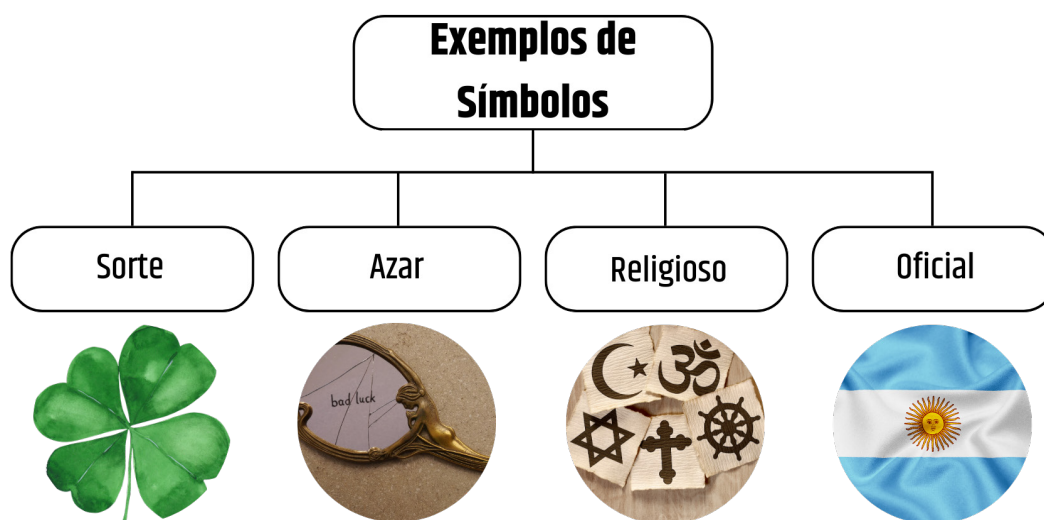 Exemplos de
Símbolos
Sorte
Azar
Religioso
Oficial
bad luck